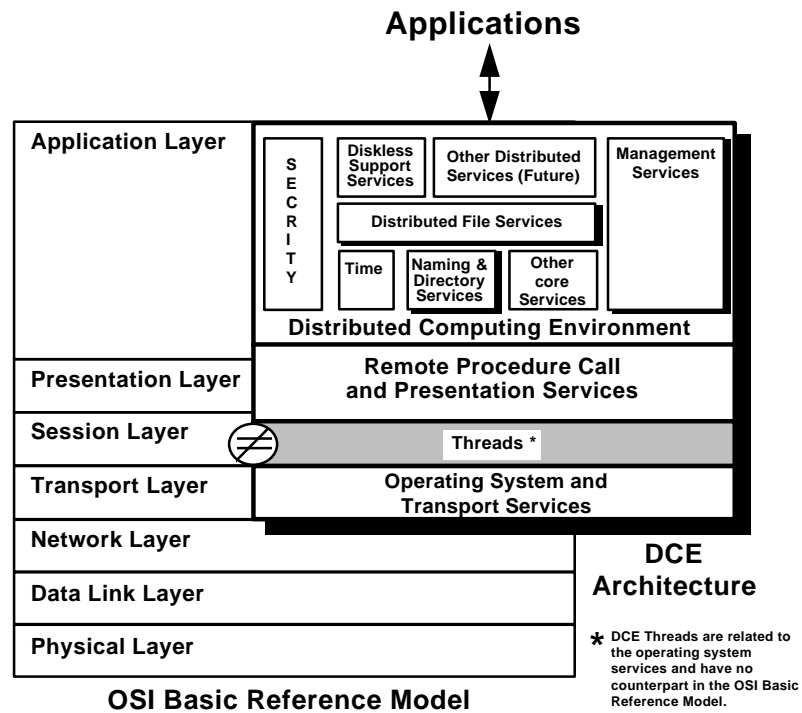 Applications
Application Layer
S
E
C
R
I
T
Y
Diskless
Support
Services
Other Distributed
Services (Future)
Management
Services
Distributed File Services
Time
Naming &
Directory
Services
Other
core
Services
Distributed Computing Environment
Presentation Layer
Remote Procedure Call
and Presentation Services
Session Layer
≠
Threads *
Transport Layer
Operating System and
Transport Services
Network Layer
Data Link Layer
Physical Layer
OSI Basic Reference Model
DCE
Architecture
* DCE Threads are related to
the operating system
services and have no
counterpart in the OSI Basic
Reference Model.